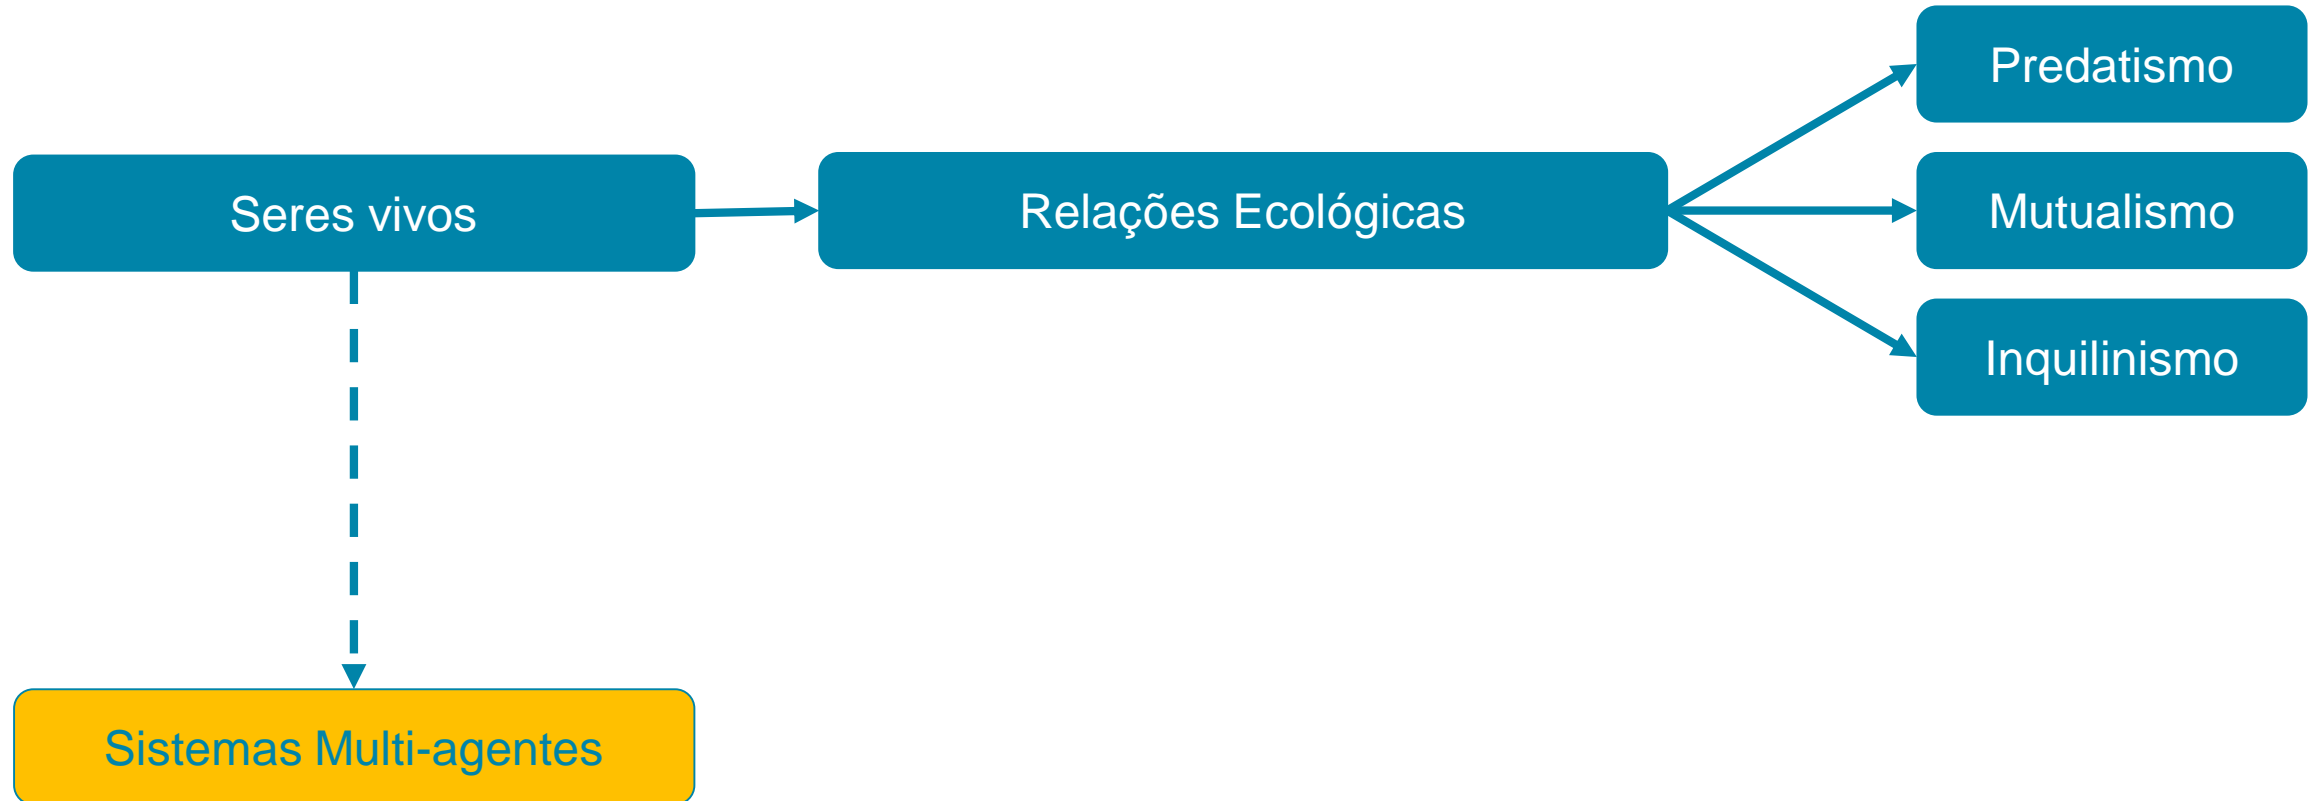 Predatismo
Seres vivos
Relações Ecológicas
Mutualismo
Inquilinismo
Sistemas Multi-agentes